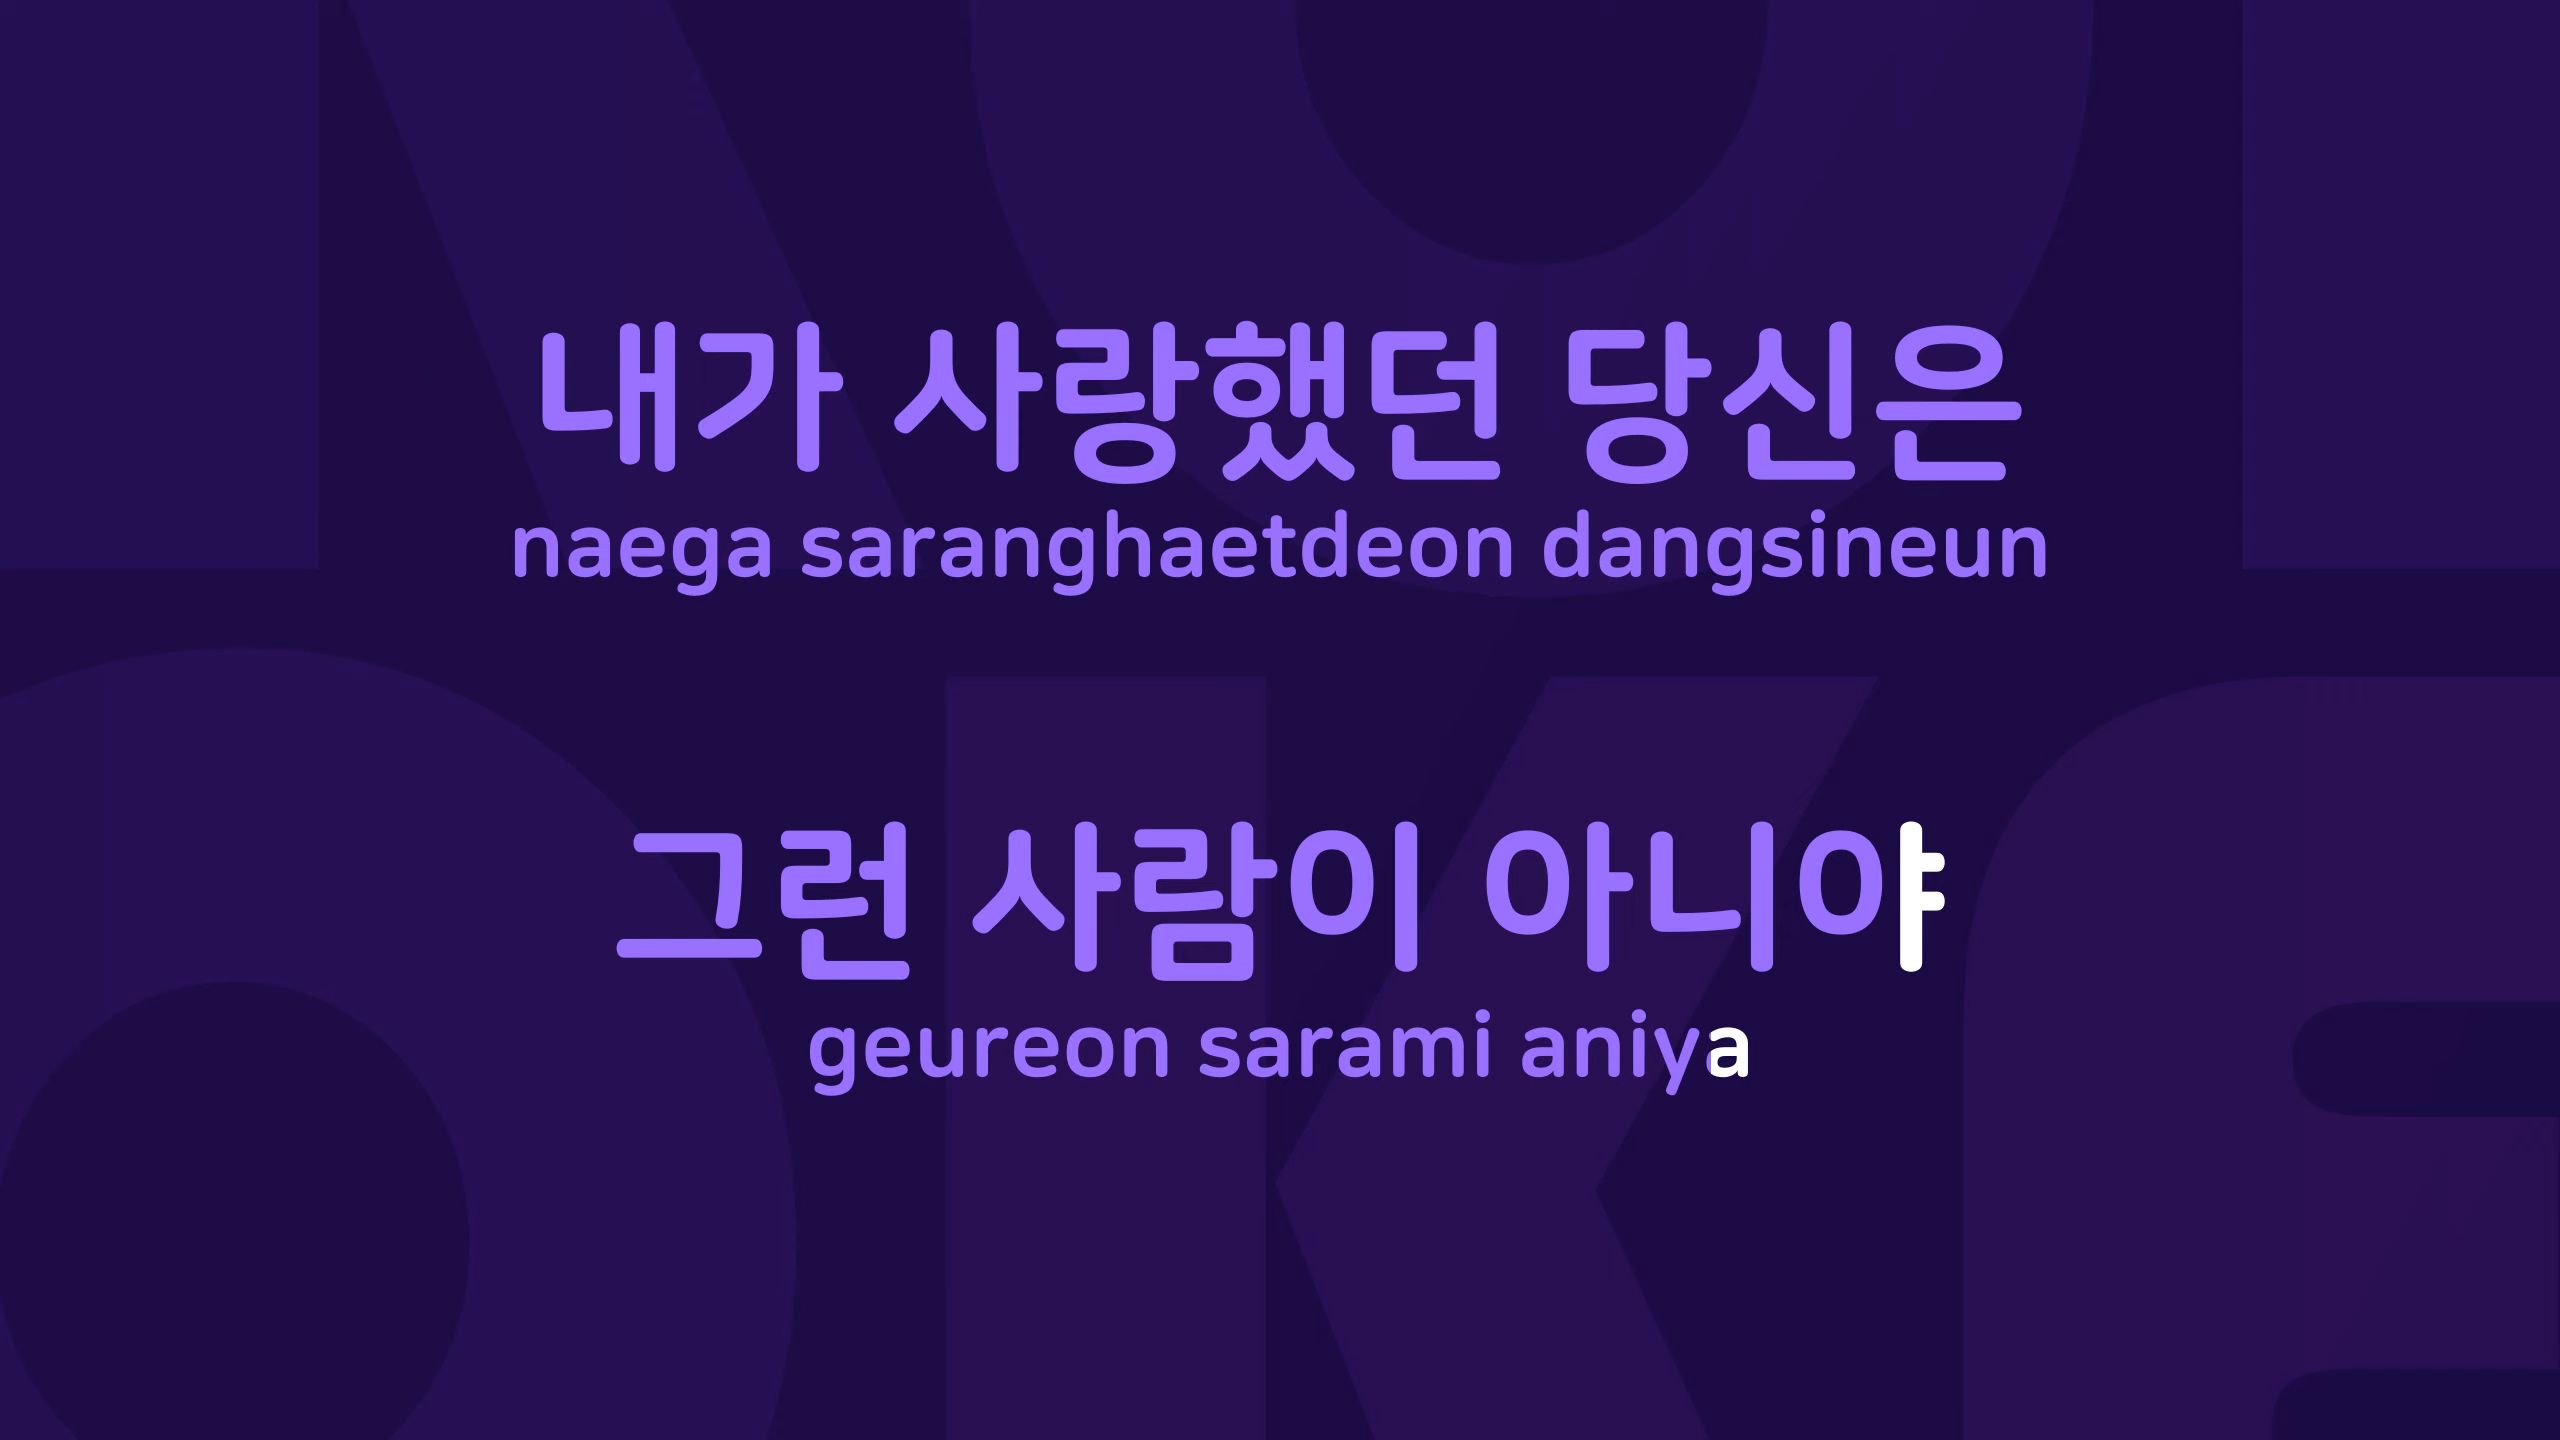 내가 사랑했던 당신은
naega saranghaetdeon dangsineun
그런 사람이 아니야
geureon sarami aniya